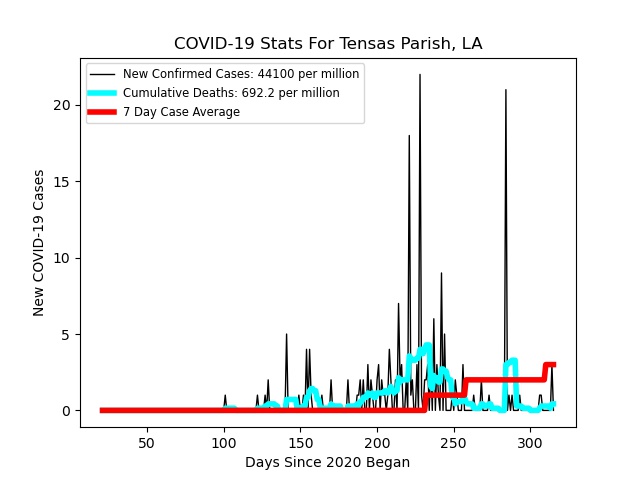 COVID-19 Stats For Tensas Parish, LA
New Confirmed Cases: 44100 per million
Cumulative Deaths: 692.2 per million
7 Day Case Average
New COVID-19 Cases
20
15
10
5
0
50 100 150 200 250 300
Days Since 2020 Began